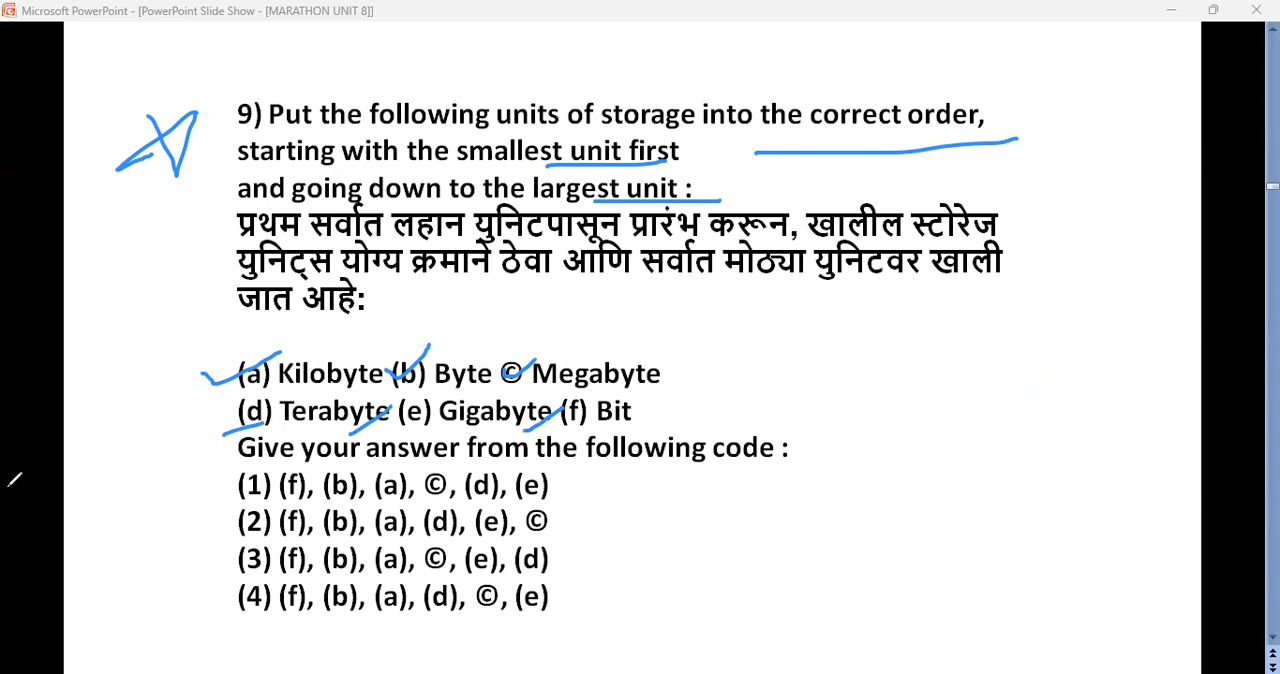 Microsoft PowerPoint - [PowerPoint Slide Show - [MARATHON UNIT 8]]
9) Put the following units of storage into the correct order,
starting with the smallest unit first
and going down to the largest unit :
प्रथम सर्वात लहान युनिटपासून प्रारंभ करून, खालील स्टोरेज
युनिट्स योग्य क्रमाने ठेवा आणि सर्वात मोठ्या युनिटवर खाली
जात आहे:
(a) Kilobyte (b) Byte © Megabyte
(d) Terabyte (e) Gigabyte (f) Bit
Give your answer from the following code :
(1) (f), (b), (a), ©, (d), (e)
(2) (f), (b), (a), (d), (e), ©
(3) (f), (b), (a), ©, (e), (d)
(4) (f), (b), (a), (d), ©, (e)